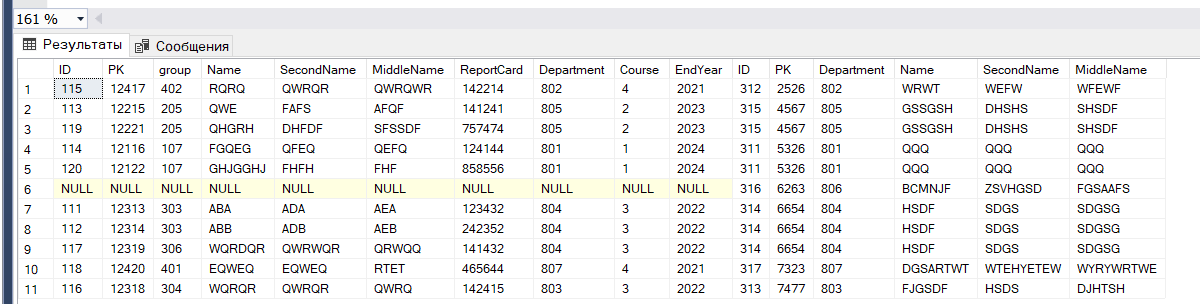 161 %
Результаты Сообщения
ID PK group Name SecondName MiddleName ReportCard Department Course EndYear ID PK Department Name SecondName MiddleName
1 115 12417 402 RQRQ QWRQR QWRQWR 142214 802 4 2021 312 2526 802 WRWT WEFW WFEWF
2 113 12215 205 QWE FAFS AFQF 141241 805 2 2023 315 4567 805 GSSGSH DHSHS SHSDF
3 119 12221 205 QHGRH DHFDF SFSSDF 757474 805 2 2023 315 4567 805 GSSGSH DHSHS SHSDF
4 114 12116 107 FGQEG QFEQ QEFQ 124144 801 1 2024 311 5326 801 QQQ QQQ QQQ
5 120 12122 107 GHJGGHJ FHFH FHF 858556 801 1 2024 311 5326 801 QQQ QQQ QQQ
6 NULL NULL NULL NULL NULL NULL NULL NULL NULL NULL 316 6263 806 BCMNJF ZSVHGSD FGSAAFS
7 111 12313 303 ABA ADA AEA 123432 804 3 2022 314 6654 804 HSDF SDGS SDGSG
8 112 12314 303 ABB ADB AEB 242352 804 3 2022 314 6654 804 HSDF SDGS SDGSG
9 117 12319 306 WQRDQR QWRWQR QRWQQ 141432 804 3 2022 314 6654 804 HSDF SDGS SDGSG
10 118 12420 401 EQWEQ EQWEQ RTET 465644 807 4 2021 317 7323 807 DGSARTWT WTEHYETEW WYRYWRTWE
11 116 12318 304 WQRQR QWRQR QWRQ 142415 803 3 2022 313 7477 803 FJGSDF HSDS DJHTSH